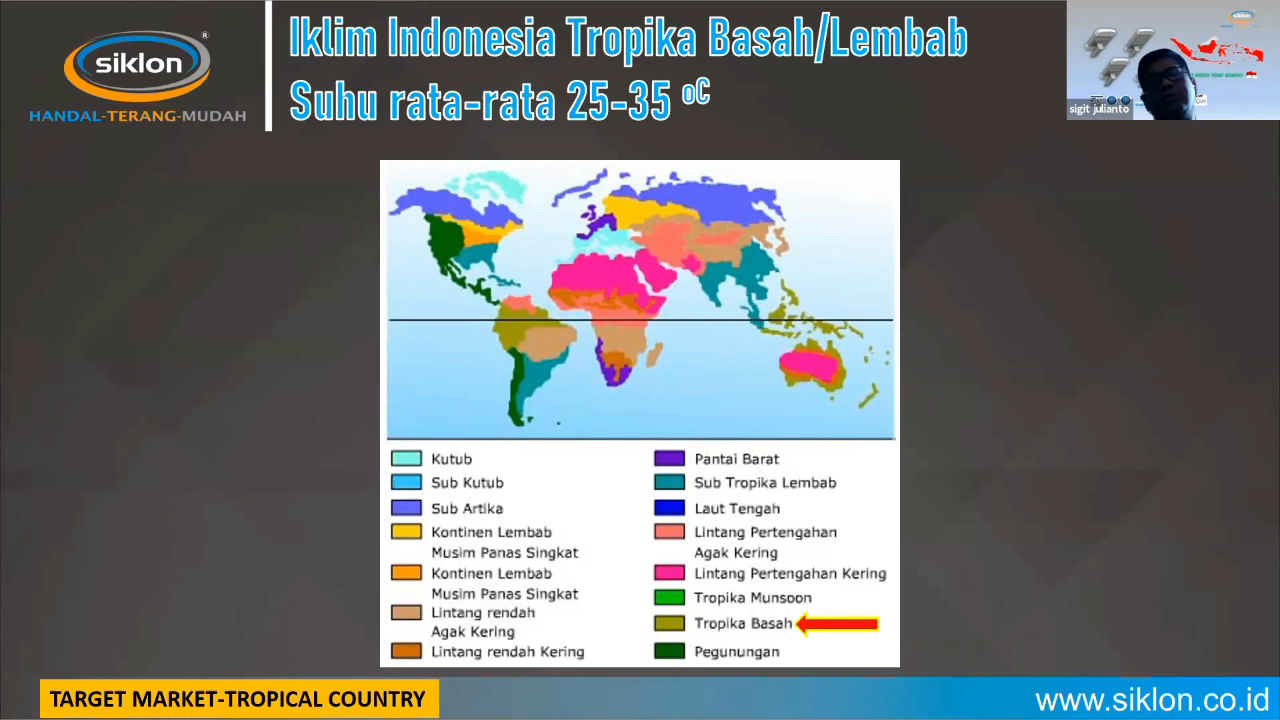 siklon
®
HANDAL-TERANG-MUDAH
Iklim Indonesia Tropika Basah/Lembab
Suhu rata-rata 25-35 ⁰C
siklon
sigit julianto
Kutub
Sub Kutub
Sub Artika
Kontinen Lembab
Musim Panas Singkat
Kontinen Lembab
Musim Panas Singkat
Lintang rendah
Agak Kering
Lintang rendah Kering
Pantai Barat
Sub Tropika Lembab
Laut Tengah
Lintang Pertengahan
Agak Kering
Lintang Pertengahan Kering
Tropika Munsoon
Tropika Basah
Pegunungan
TARGET MARKET-TROPICAL COUNTRY
www.siklon.co.id